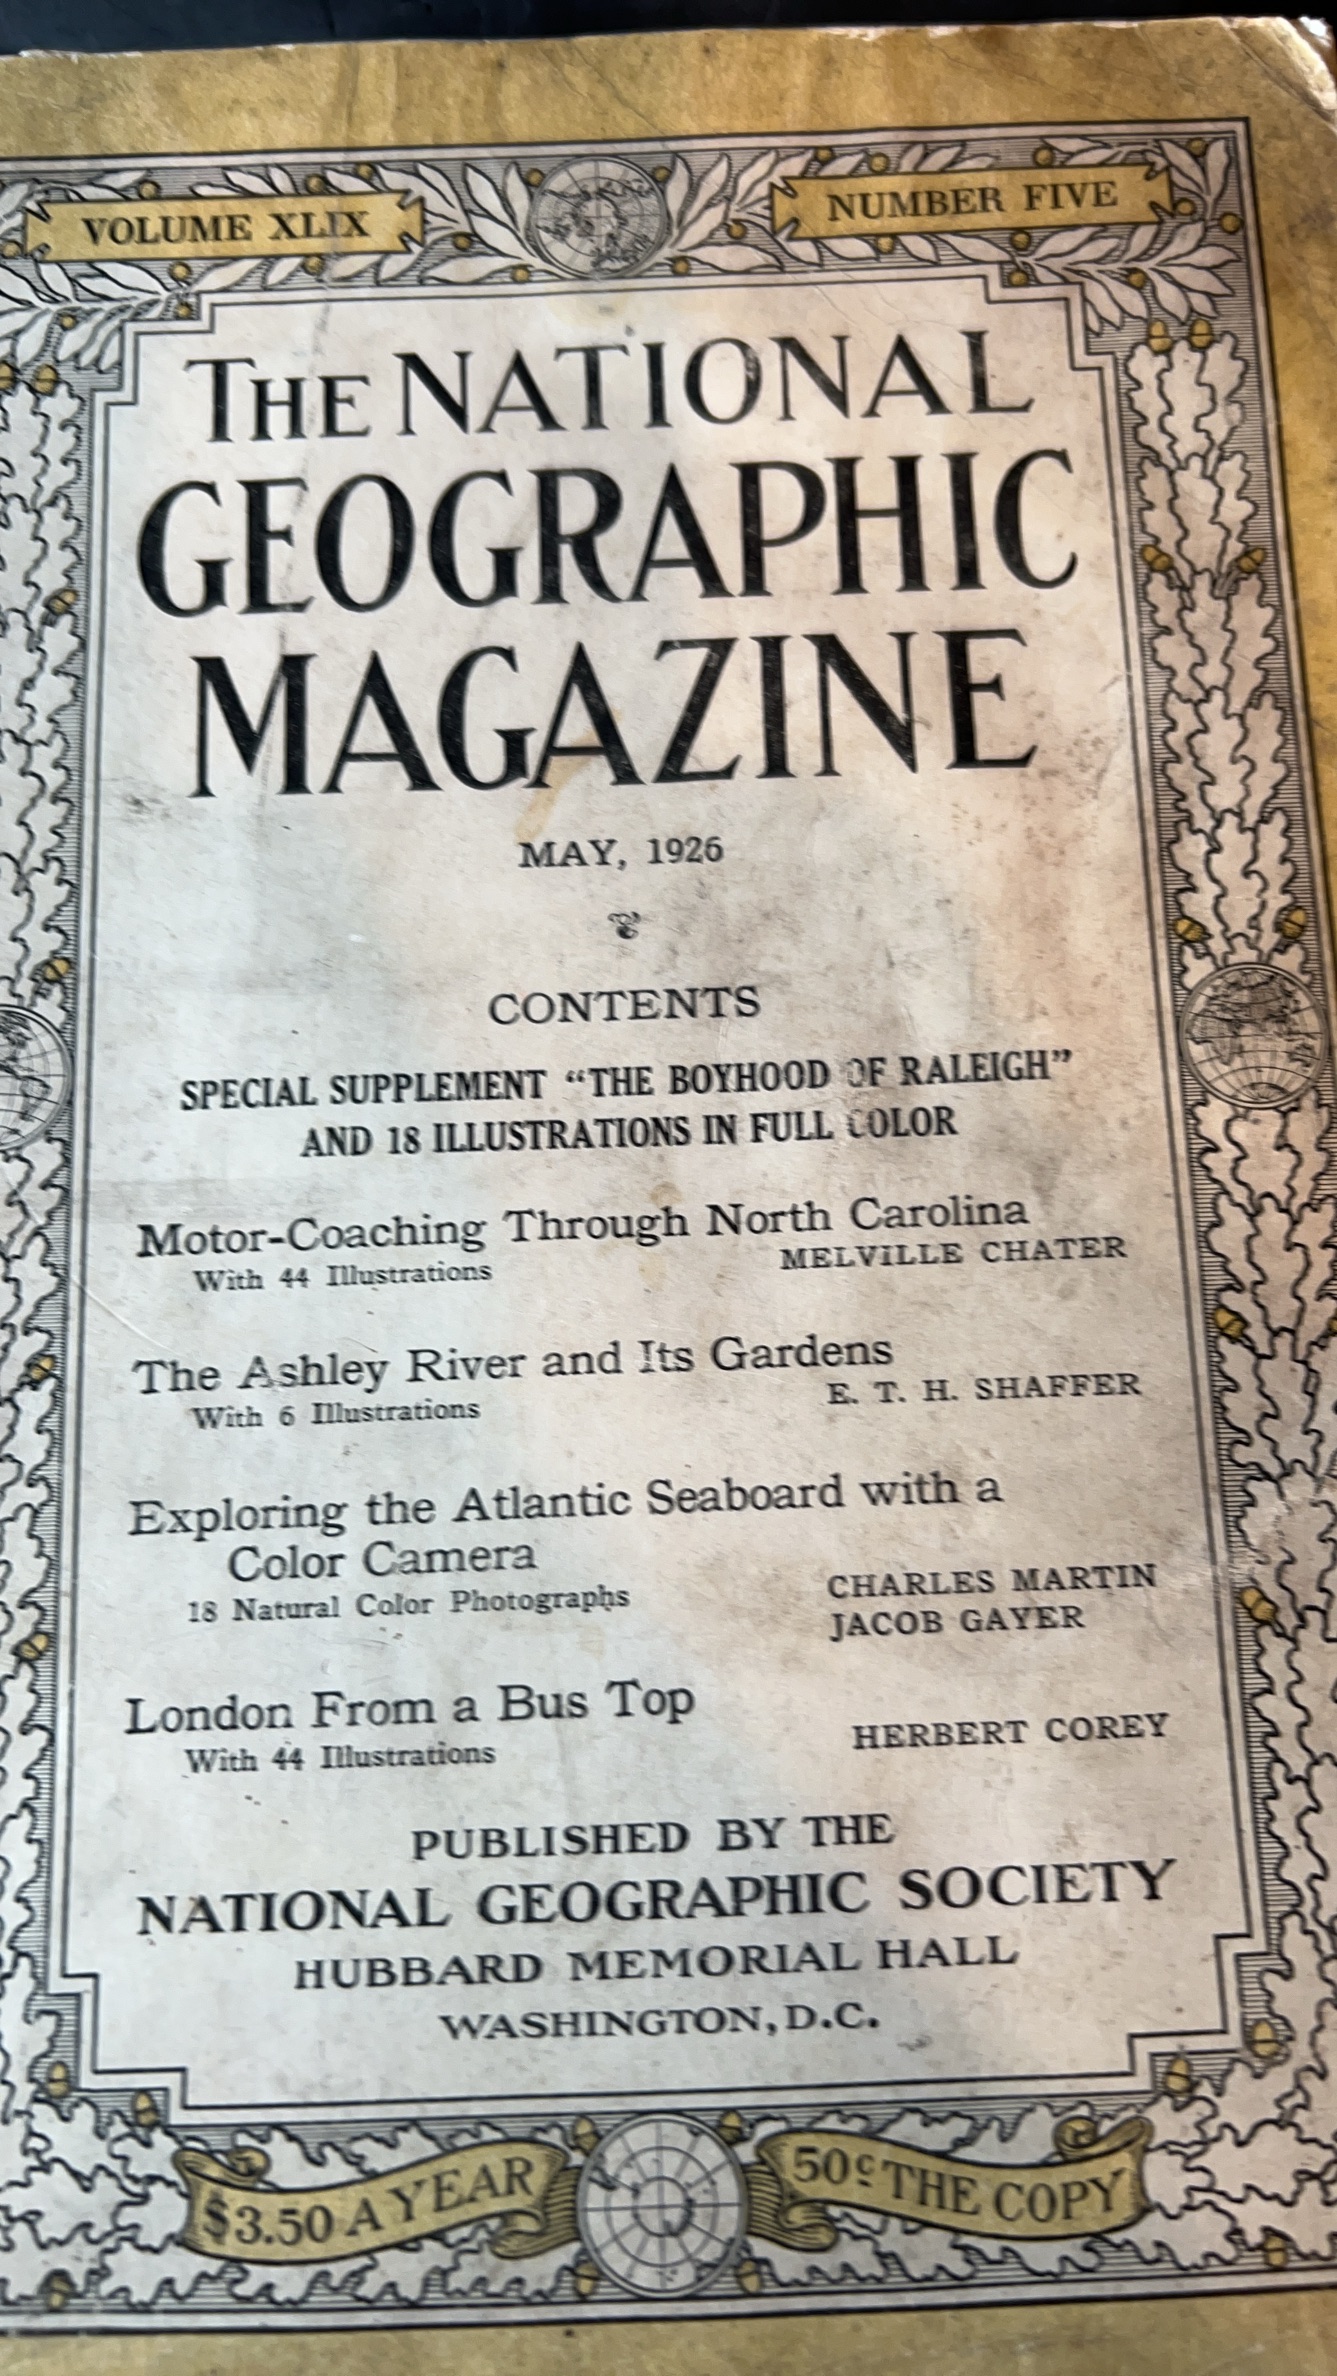 VOLUME XLIX
NUMBER FIVE
THE NATIONAL
GEOGRAPHIC
MAGAZINE
MAY, 1926
CONTENTS
SPECIAL SUPPLEMENT “THE BOYHOOD OF RALEIGH”
AND 18 ILLUSTRATIONS IN FULL COLOR
Motor-Coaching Through North Carolina
With 44 Illustrations
MELVILLE CHATER
The Ashley River and Its Gardens
With 6 Illustrations
E. T. H. SHAFFER
Exploring the Atlantic Seaboard with a
Color Camera
18 Natural Color Photographs
CHARLES MARTIN
JACOB GAYER
London From a Bus Top
With 44 Illustrations
HERBERT COREY
PUBLISHED BY THE
NATIONAL GEOGRAPHIC SOCIETY
HUBBARD MEMORIAL HALL
WASHINGTON, D.C.
$3.50 A YEAR
50c THE COPY